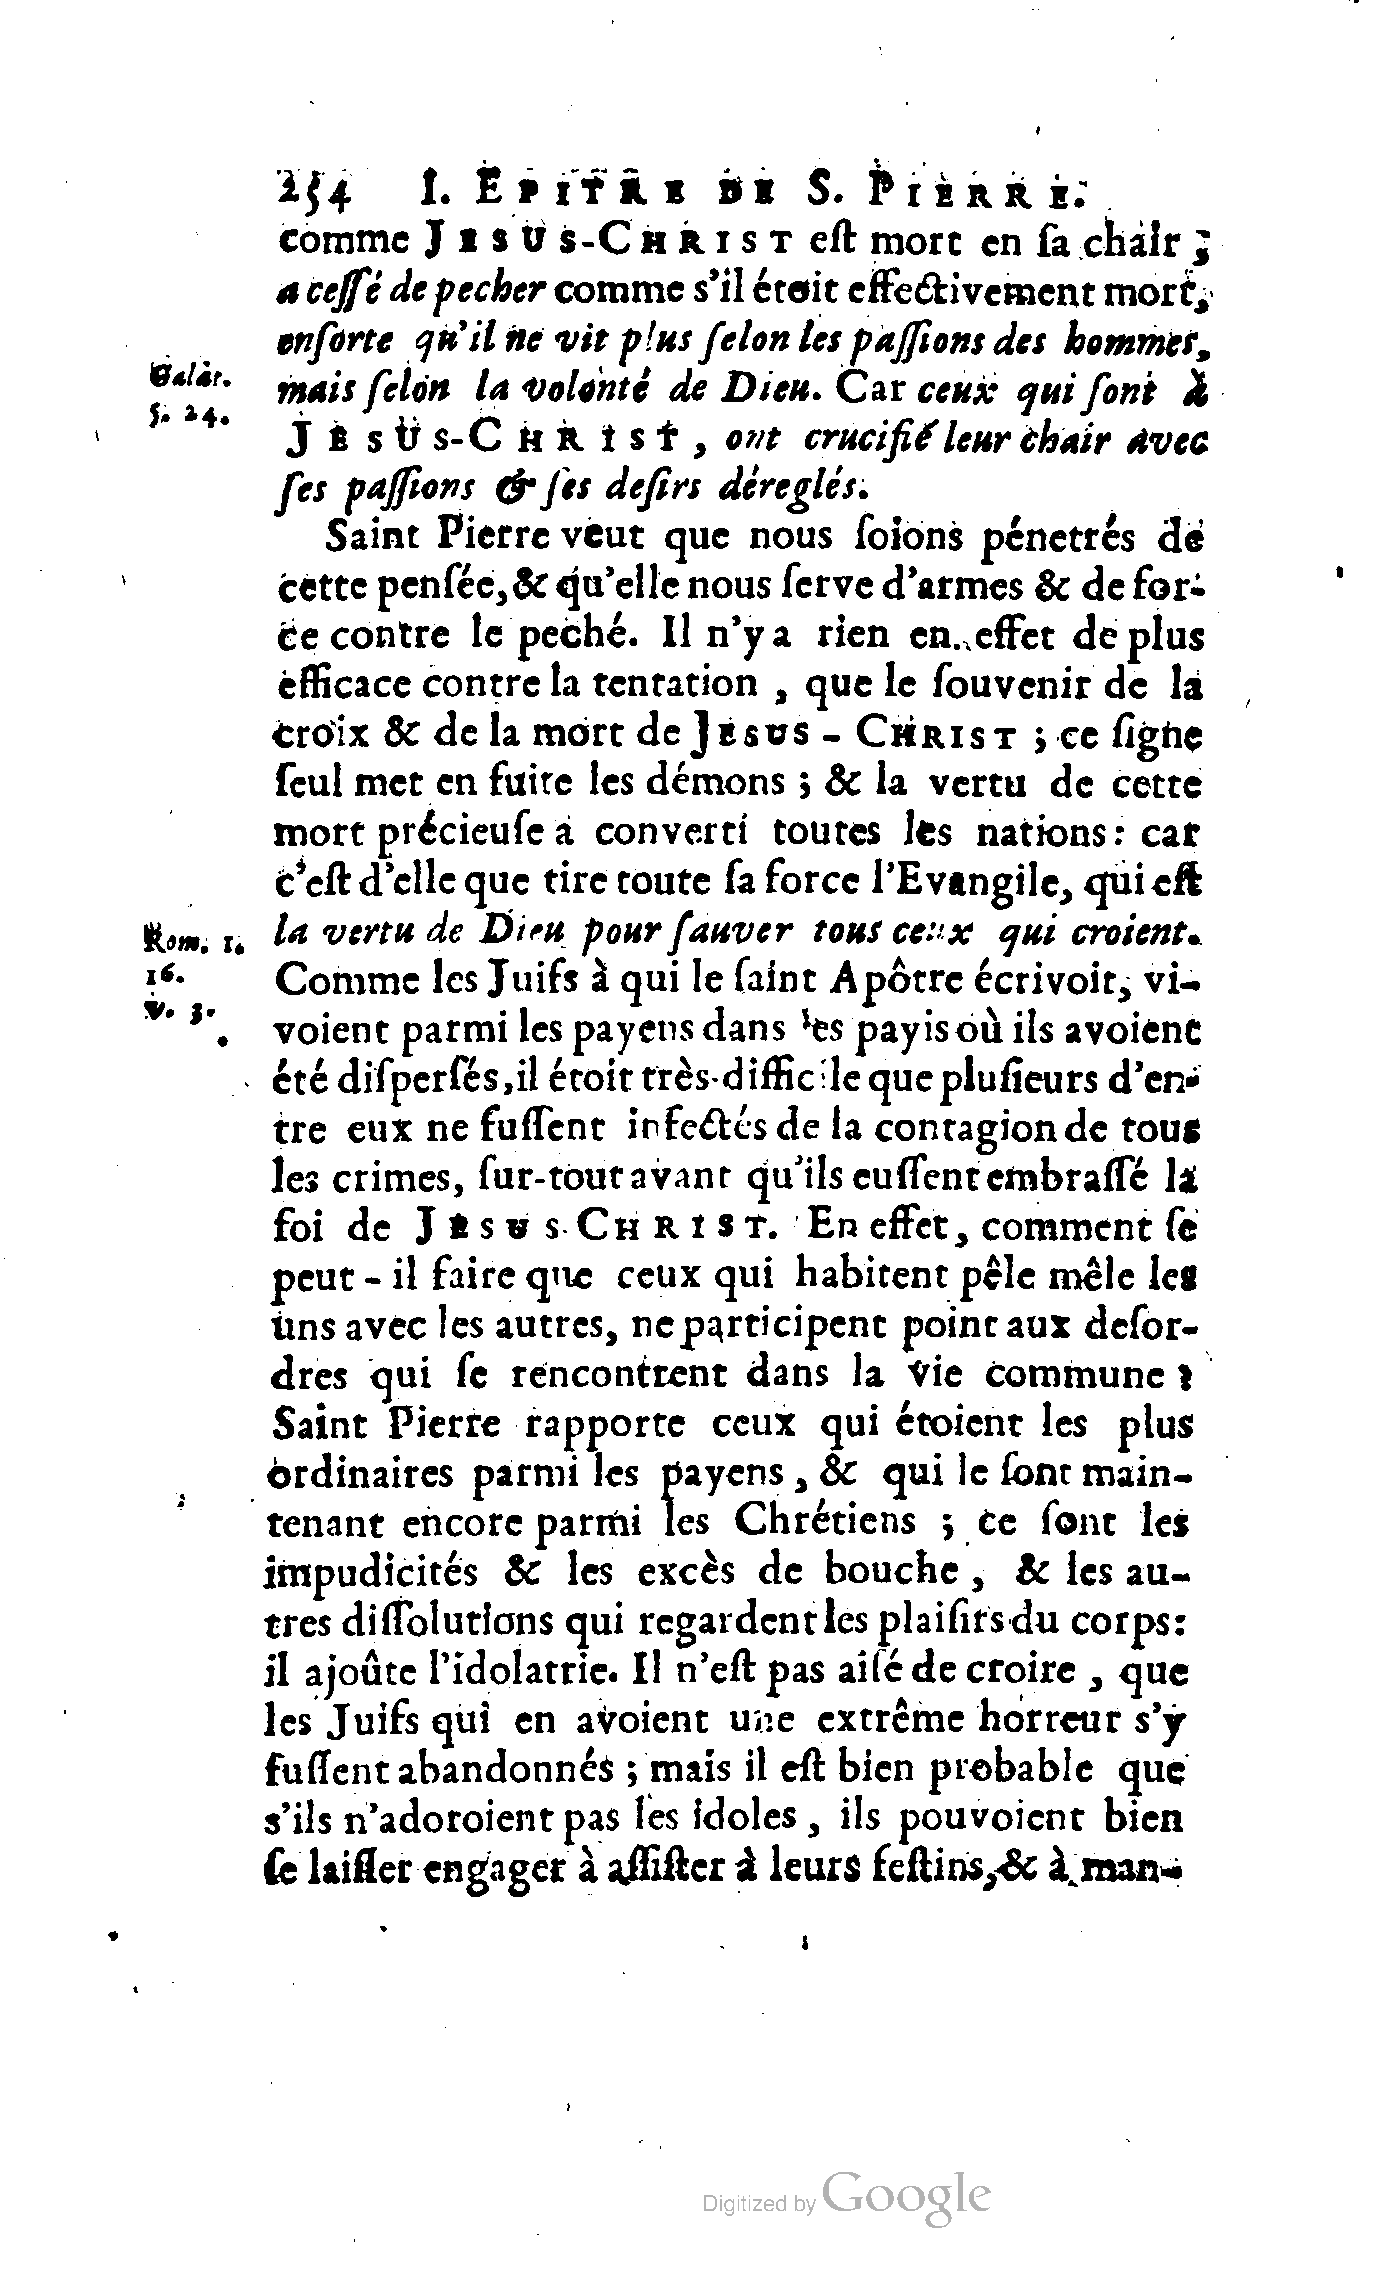 254 I. EPITRE DE S. PIERRE.
comme JESUS-CHRIST eſt mort en ſa chair ;
a ceſſé de pecher comme s'il étoit effectivement mort,
enſorte qu'il ne vit plus ſelon les paſſions des hommes,
Galat. 5. 24.
mais ſelon la volonté de Dieu. Car ceux qui ſont à
JESUS-CHRIST, ont crucifié leur chair avec
ſes paſſions & ſes deſirs déreglés.
Saint Pierre veut que nous ſoions pénetrés de
cette penſée, & qu'elle nous ſerve d'armes & de for-
ce contre le peché. Il n'y a rien en effet de plus
efficace contre la tentation , que le ſouvenir de la
croix & de la mort de JESUS - CHRIST ; ce ſigne
ſeul met en fuite les démons ; & la vertu de cette
mort précieuſe a converti toutes les nations : car
c'eſt d'elle que tire toute ſa force l'Evangile, qui eſt
Rom. 1. 16.
la vertu de Dieu pour ſauver tous ceux qui croient.
Comme les Juifs à qui le ſaint Apôtre écrivoit, vi-
v. 3.
voient parmi les payens dans les payis où ils avoient
été diſperſés, il étoit très-difficile que pluſieurs d'en-
tre eux ne fuſſent infectés de la contagion de tous
les crimes, ſur-tout avant qu'ils euſſent embraſſé la
foi de JESUS-CHRIST. En effet, comment ſe
peut - il faire que ceux qui habitent pêle mêle les
uns avec les autres, ne participent point aux deſor-
dres qui ſe rencontrent dans la vie commune ?
Saint Pierre rapporte ceux qui étoient les plus
ordinaires parmi les payens , & qui le ſont main-
tenant encore parmi les Chrétiens ; ce ſont les
impudicités & les excès de bouche , & les au-
tres diſſolutions qui regardent les plaiſirs du corps :
il ajoûte l'idolatrie. Il n'eſt pas aiſé de croire , que
les Juifs qui en avoient une extrême horreur s'y
fuſſent abandonnés ; mais il eſt bien probable que
s'ils n'adoroient pas les idoles , ils pouvoient bien
ſe laiſſer engager à aſſiſter à leurs feſtins, & à man-
Digitized by Google